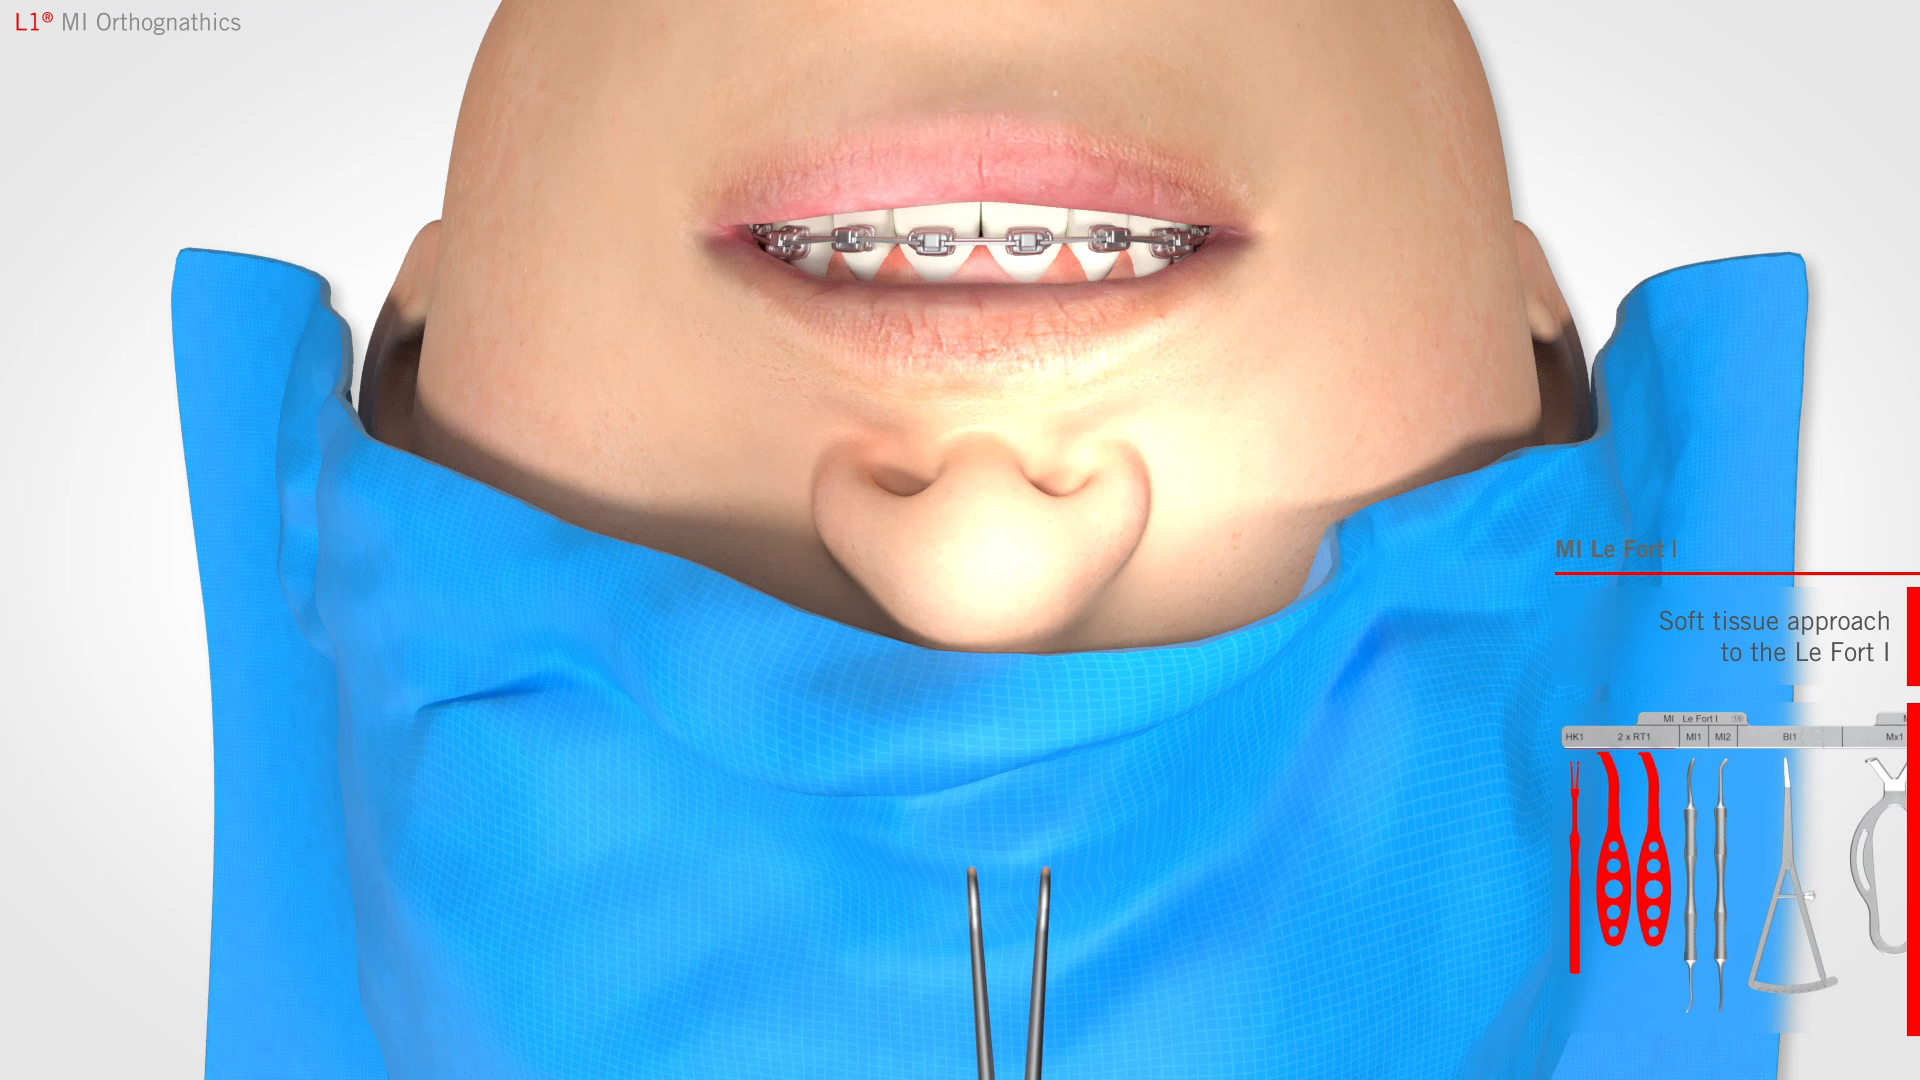 L1® MI Orthognathics
MI Le Fort I
Soft tissue approach
to the Le Fort I
MI Le Fort I
HK1 2 x RT1 MI1 MI2 BI1 Mx1